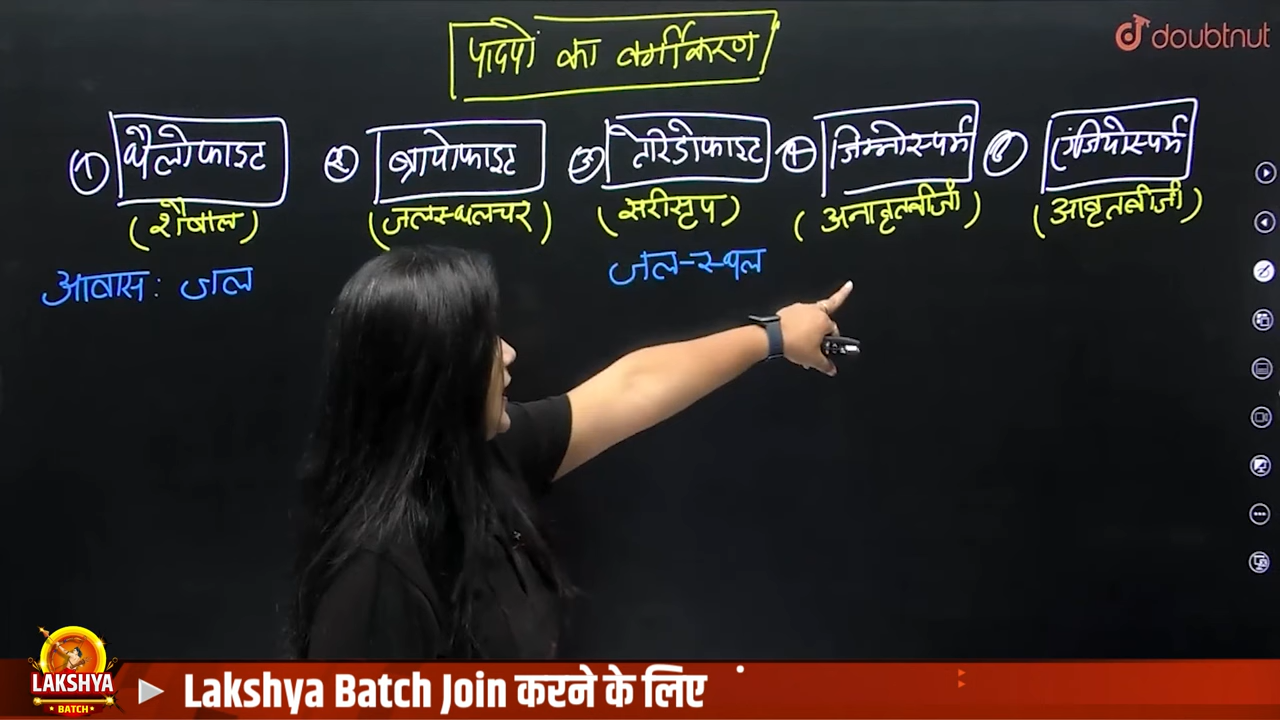 पादपों का वर्गीकरण
doubtnut
① थैलोफाइट ② ब्रायोफाइट ③ टेरिडोफाइट ④ जिम्नोस्पर्म ⑤ एंजियोस्पर्म
(शैवाल) (जलस्थलचर) (सरीसृप) (अनावृतबीजी) (आवृतबीजी)
आवास: जल जल-स्थल
LAKSHYA
BATCH
Lakshya Batch Join करने के लिए